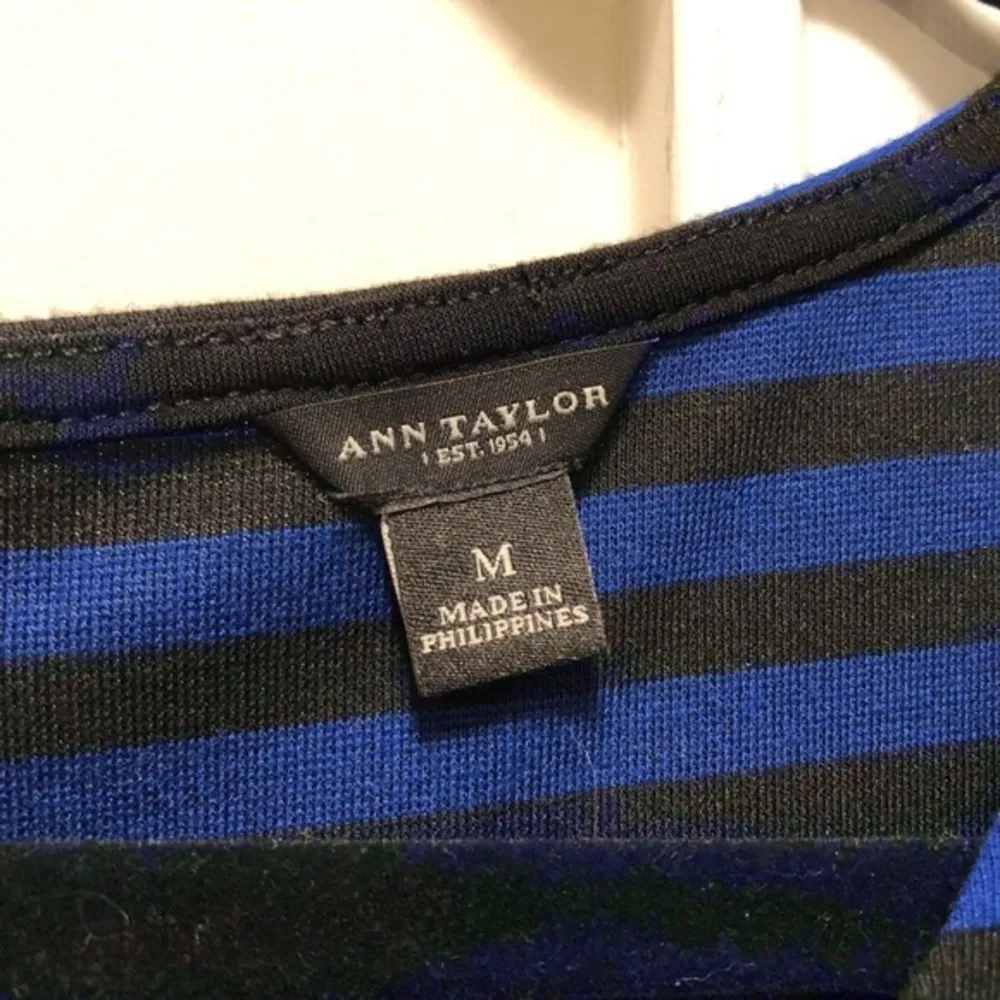 ANN TAYLOR
EST. 1954
M
MADE IN
PHILIPPINES